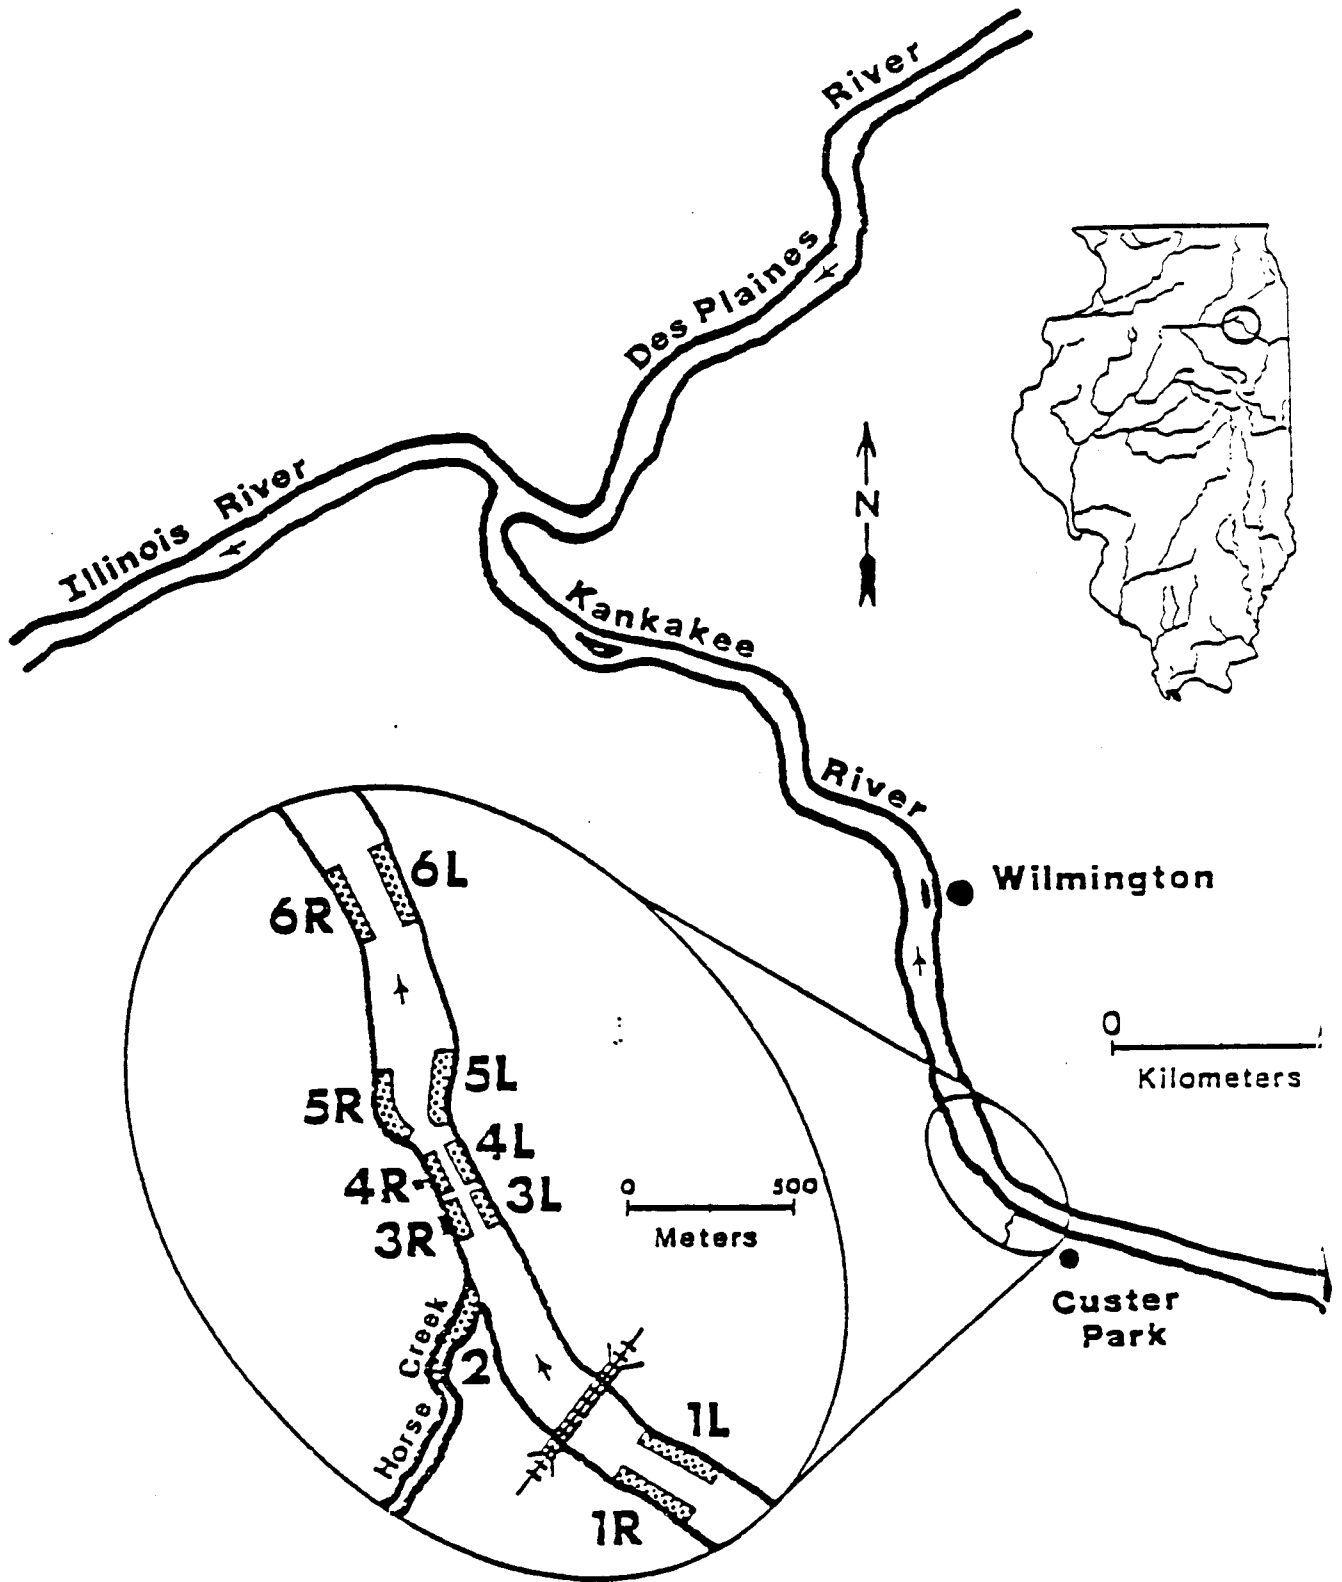 River
Des Plaines
Illinois River
N
Kankakee
River
Wilmington
0
Kilometers
6L
6R
5L
5R
4L
4R
3L
3R
0 500
Meters
Custer
Park
Creek
2
Horse
1L
1R